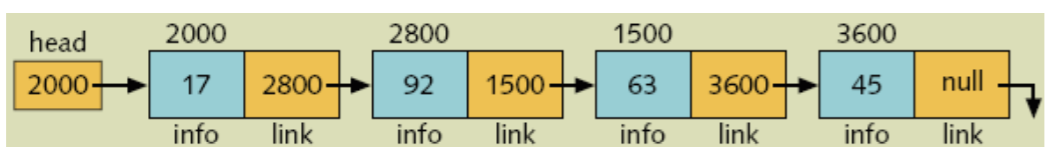 2000 2800 1500 3600
head
2000 17 2800 92 1500 63 3600 45 null
info link info link info link info link